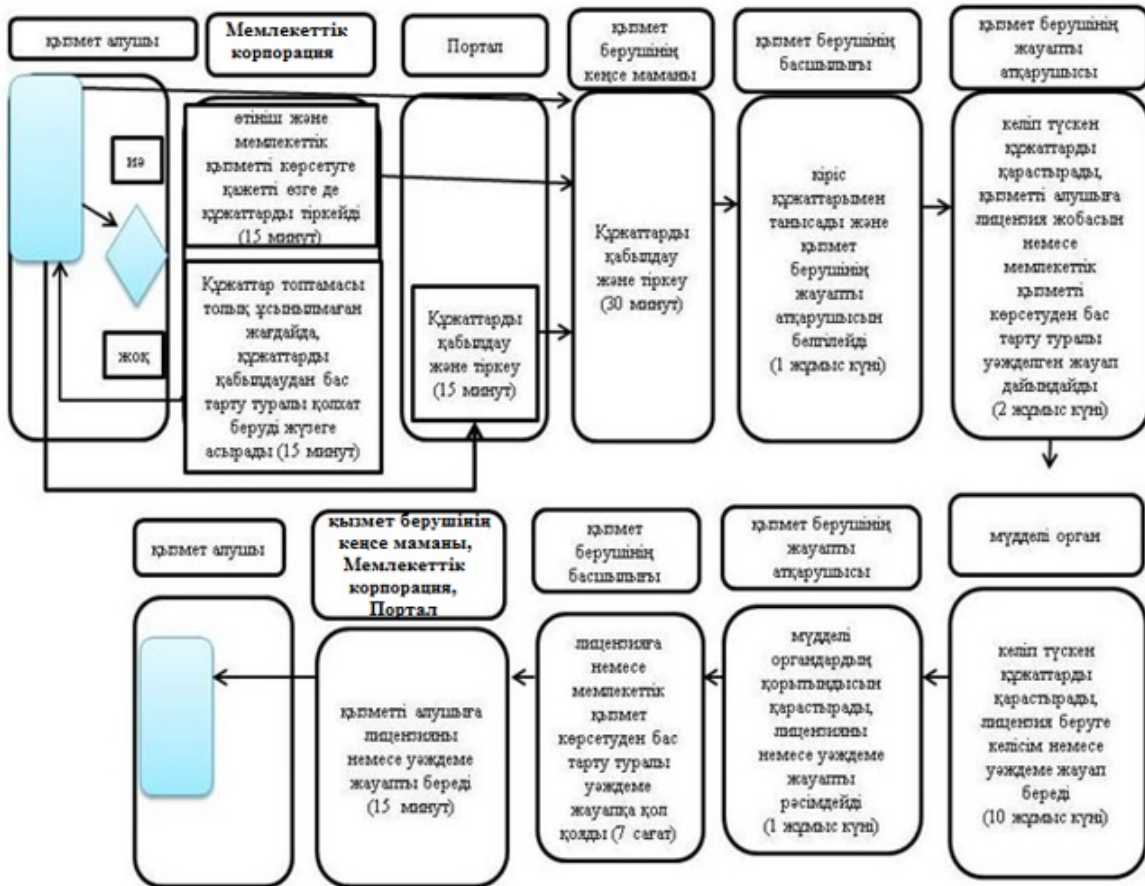 қызмет алушы
Мемлекеттік
корпорация
Портал
қызмет
берушінің
кеңсе маманы
қызмет берушінің
басшылығы
қызмет берушінің
жауапты
атқарушысы
иә
жоқ
өтініш және
мемлекеттік
қызметті көрсетуге
қажетті өзге де
құжаттарды тіркейді
(15 минут)
Құжаттар топтамасы
толық ұсынылмаған
жағдайда,
құжаттарды
қабылдаудан бас
тарту туралы қолхат
беруді жүзеге
асырады (15 минут)
Құжаттарды
қабылдау
және тіркеу
(15 минут)
Құжаттарды
қабылдау
және тіркеу
(30 минут)
кіріс
құжаттарымен
танысады және
қызмет
берушінің
жауапты
атқарушысын
белгілейді
(1 жұмыс күні)
келіп түскен
құжаттарды
қарастырады,
қызметті алушыға
лицензия жобасын
немесе
мемлекеттік
қызметті
көрсетуден бас
тарту туралы
уәжделген жауап
дайындайды
(2 жұмыс күні)
қызмет алушы
қызмет берушінің
кеңсе маманы,
Мемлекеттік
корпорация,
Портал
қызмет
берушінің
басшылығы
қызмет берушінің
жауапты
атқарушысы
мүдделі орган
қызметті алушыға
лицензияны
немесе уәждеме
жауапты береді
(15 минут)
лицензияға
немесе
мемлекеттік
қызмет
көрсетуден бас
тарту туралы
уәждеме
жауапқа қол
қояды (7 сағат)
мүдделі
органдардың
қорытындысын
қарастырады,
лицензияны
немесе уәждеме
жауапты
рәсімдейді
(1 жұмыс күні)
келіп түскен
құжаттарды
қарастырады,
лицензия беруге
келісім немесе
уәждеме жауап
береді
(10 жұмыс күні)